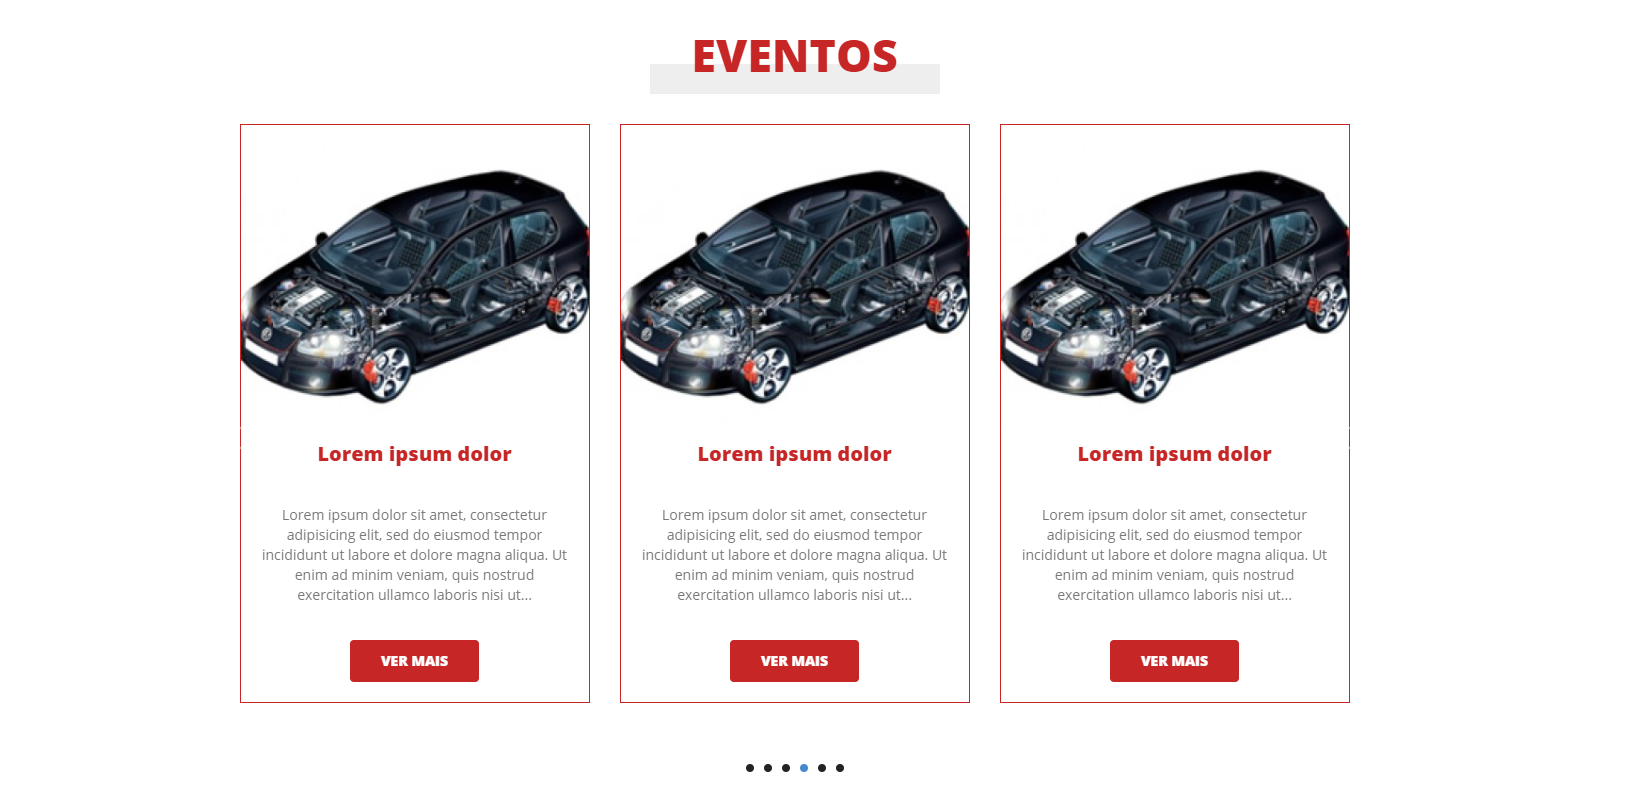 EVENTOS
Lorem ipsum dolor
Lorem ipsum dolor sit amet, consectetur
adipisicing elit, sed do eiusmod tempor
incididunt ut labore et dolore magna aliqua. Ut
enim ad minim veniam, quis nostrud
exercitation ullamco laboris nisi ut...
VER MAIS
Lorem ipsum dolor
Lorem ipsum dolor sit amet, consectetur
adipisicing elit, sed do eiusmod tempor
incididunt ut labore et dolore magna aliqua. Ut
enim ad minim veniam, quis nostrud
exercitation ullamco laboris nisi ut...
VER MAIS
Lorem ipsum dolor
Lorem ipsum dolor sit amet, consectetur
adipisicing elit, sed do eiusmod tempor
incididunt ut labore et dolore magna aliqua. Ut
enim ad minim veniam, quis nostrud
exercitation ullamco laboris nisi ut...
VER MAIS